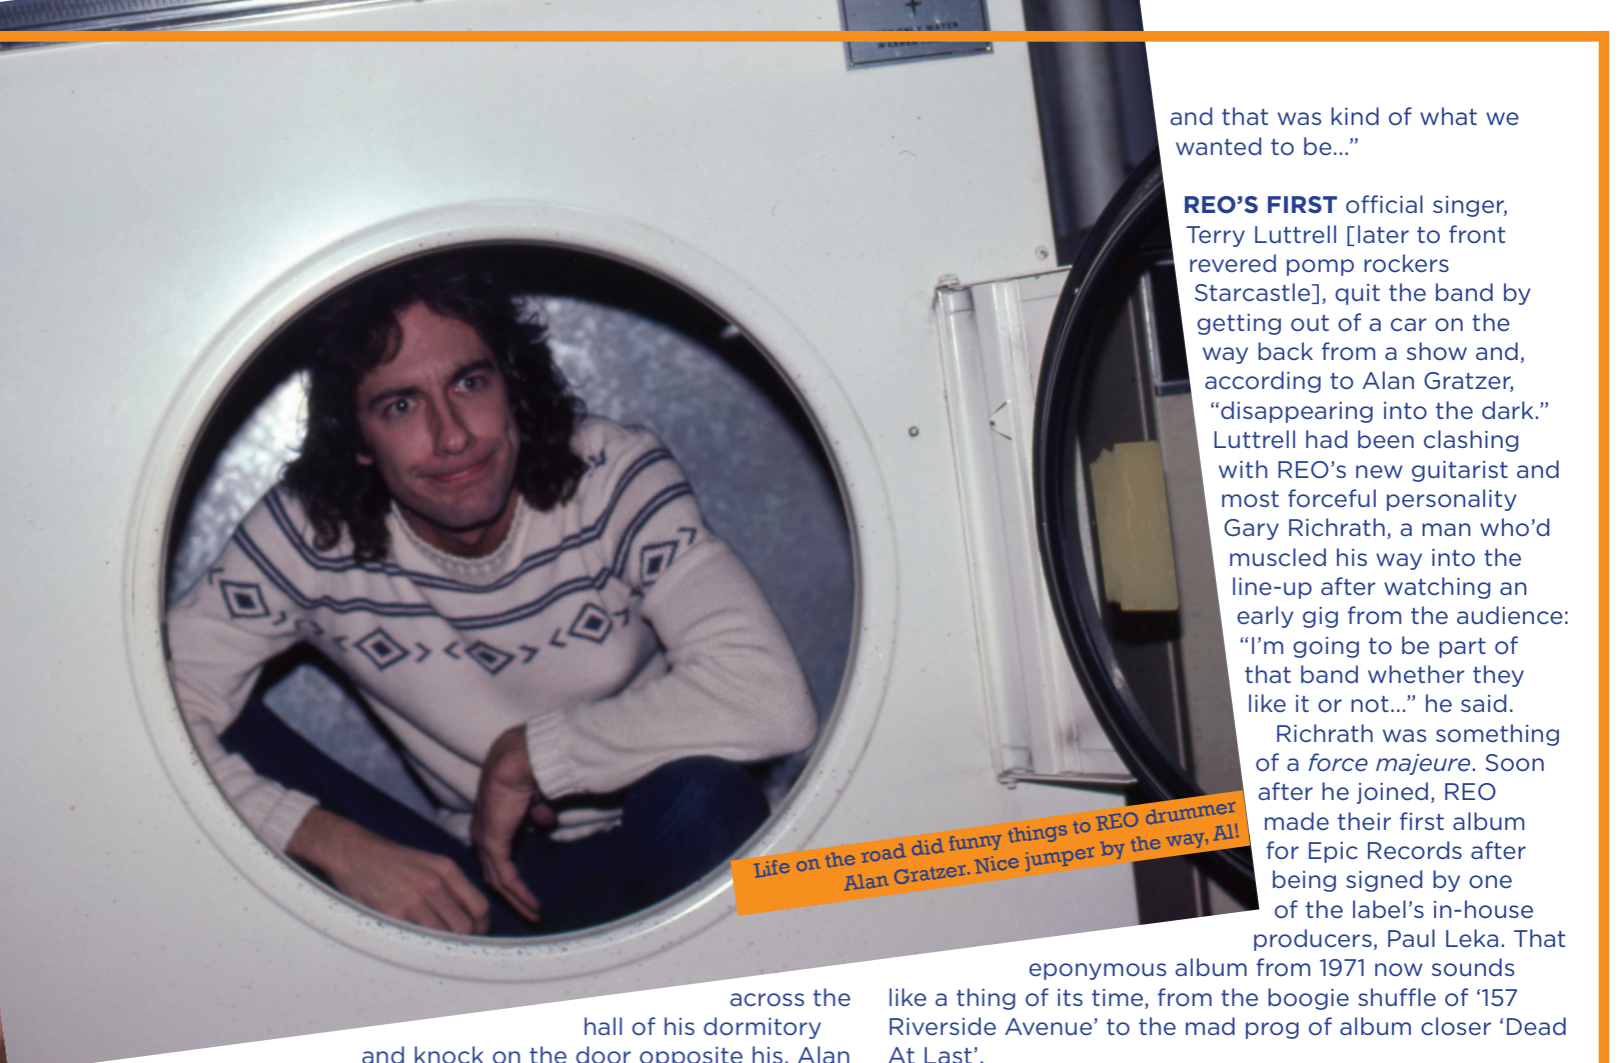 Life on the road did funny things to REO drummer
Alan Gratzer. Nice jumper by the way, Al!
across the
hall of his dormitory
and knock on the door opposite his. Alan
and that was kind of what we
wanted to be...”
REO’S FIRST official singer,
Terry Luttrell [later to front
revered pomp rockers
Starcastle], quit the band by
getting out of a car on the
way back from a show and,
according to Alan Gratzer,
“disappearing into the dark.”
Luttrell had been clashing
with REO’s new guitarist and
most forceful personality
Gary Richrath, a man who’d
muscled his way into the
line-up after watching an
early gig from the audience:
“I’m going to be part of
that band whether they
like it or not...” he said.
Richrath was something
of a force majeure. Soon
after he joined, REO
made their first album
for Epic Records after
being signed by one
of the label’s in-house
producers, Paul Leka. That
eponymous album from 1971 now sounds
like a thing of its time, from the boogie shuffle of ‘157
Riverside Avenue’ to the mad prog of album closer ‘Dead
At Last’.